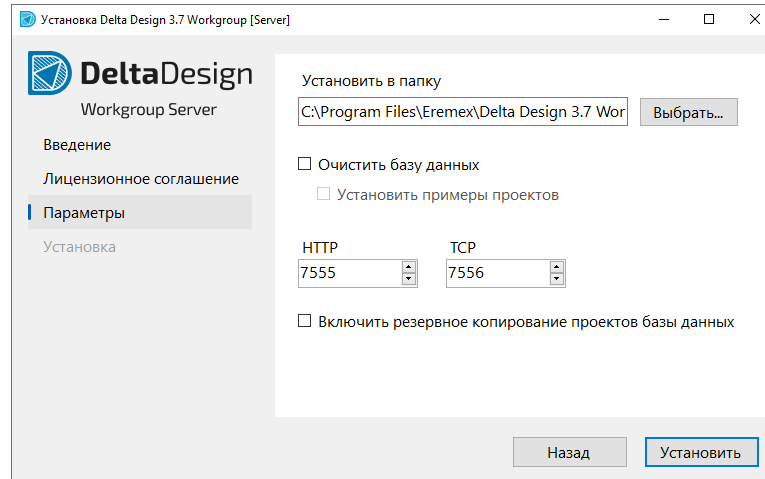 Установка Delta Design 3.7 Workgroup [Server]
DeltaDesign
Workgroup Server
Введение
Лицензионное соглашение
Параметры
Установка
Установить в папку
C:\Program Files\Eremex\Delta Design 3.7 Wor
Выбрать...
Очистить базу данных
Установить примеры проектов
HTTP TCP
7555 7556
Включить резервное копирование проектов базы данных
Назад Установить